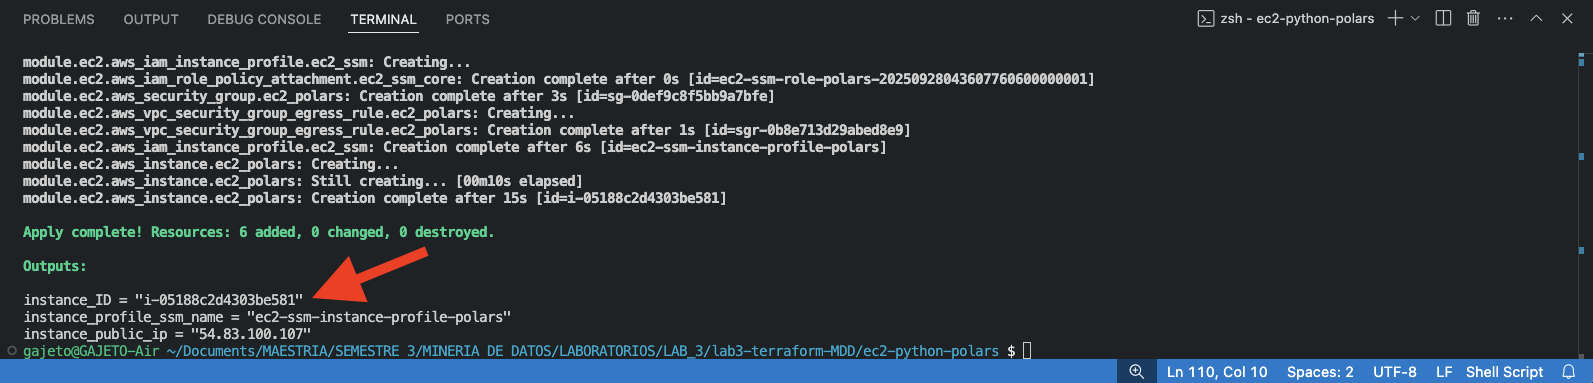 PROBLEMS OUTPUT DEBUG CONSOLE TERMINAL PORTS zsh - ec2-python-polars
module.ec2.aws_iam_instance_profile.ec2_ssm: Creating...
module.ec2.aws_iam_role_policy_attachment.ec2_ssm_core: Creation complete after 0s [id=ec2-ssm-role-polars-20250928043607760600000001]
module.ec2.aws_security_group.ec2_polars: Creation complete after 3s [id=sg-0def9c8f5bb9a7bfe]
module.ec2.aws_vpc_security_group_egress_rule.ec2_polars: Creating...
module.ec2.aws_vpc_security_group_egress_rule.ec2_polars: Creation complete after 1s [id=sgr-0b8e713d29abed8e9]
module.ec2.aws_iam_instance_profile.ec2_ssm: Creation complete after 6s [id=ec2-ssm-instance-profile-polars]
module.ec2.aws_instance.ec2_polars: Creating...
module.ec2.aws_instance.ec2_polars: Still creating... [00m10s elapsed]
module.ec2.aws_instance.ec2_polars: Creation complete after 15s [id=i-05188c2d4303be581]
Apply complete! Resources: 6 added, 0 changed, 0 destroyed.
Outputs:
instance_ID = "i-05188c2d4303be581"
instance_profile_ssm_name = "ec2-ssm-instance-profile-polars"
instance_public_ip = "54.83.100.107"
gajeto@GAJETO-Air ~/Documents/MAESTRIA/SEMESTRE 3/MINERIA DE DATOS/LABORATORIOS/LAB_3/lab3-terraform-MDD/ec2-python-polars $
Ln 110, Col 10 Spaces: 2 UTF-8 LF Shell Script